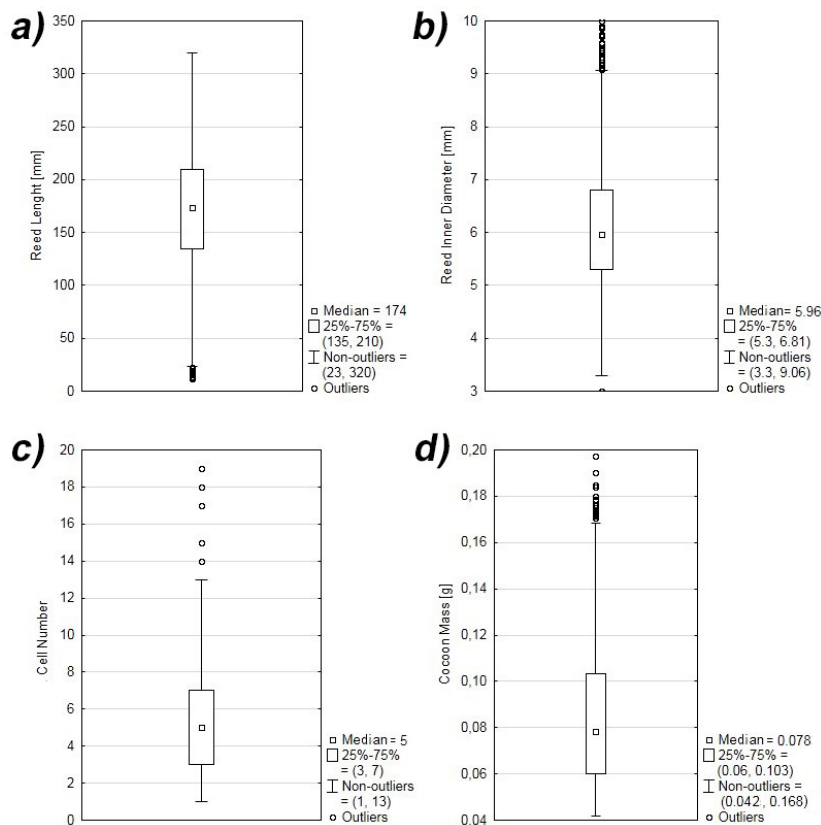 a)
350
300
250
200
150
100
50
0
Reed Lenght [mm]
Median = 174
25%-75% =
(135, 210)
Non-outliers =
(23, 320)
Outliers
b)
10
9
8
7
6
5
4
3
Reed Inner Diameter [mm]
Median= 5.96
25%-75%
= (5.3, 6.81)
Non-outliers
= (3.3, 9.06)
Outliers
c)
20
18
16
14
12
10
8
6
4
2
0
. Cell Number
Median = 5
25%-75%
= (3, 7)
Non-outliers
= (1, 13)
Outliers
d)
0,20
0,18
0,16
0,14
0,12
0,10
0,08
0,06
0.04
Cocoon Mass [g]
Median = 0.078
25%-75% =
(0.06, 0.103)
Non-outliers =
(0.042, 0.168)
Outliers